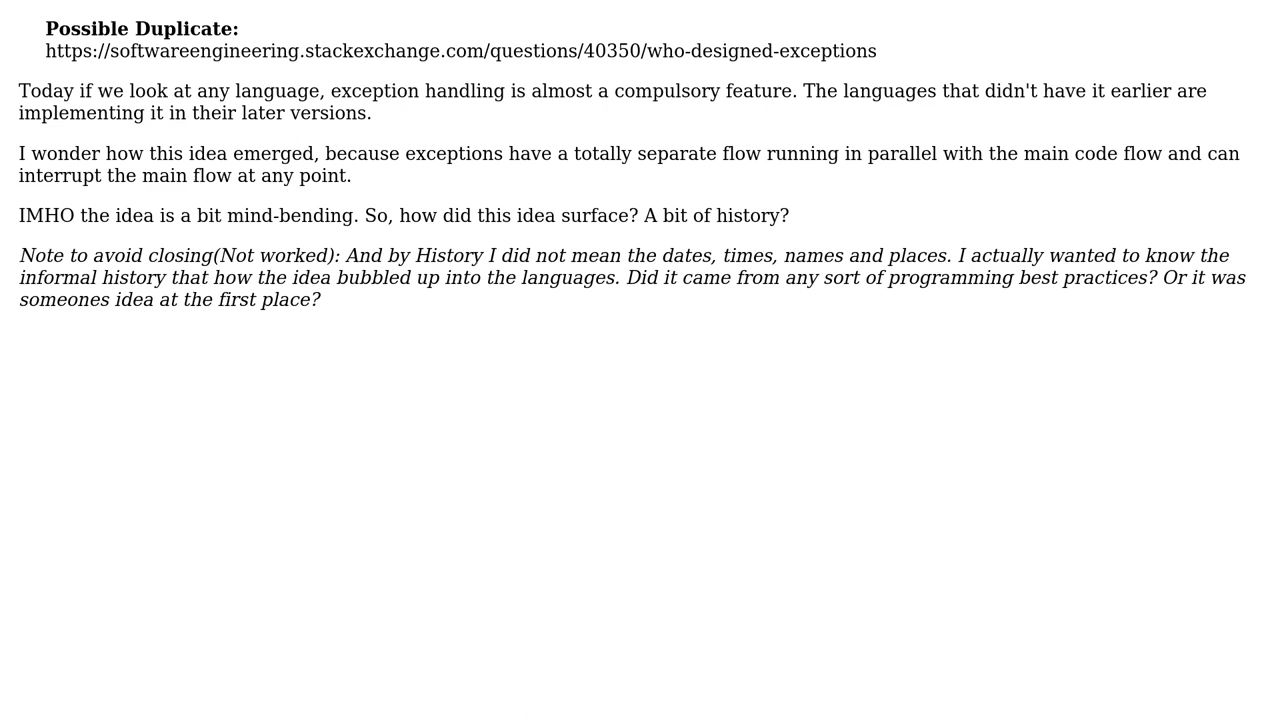 Possible Duplicate:
https://softwareengineering.stackexchange.com/questions/40350/who-designed-exceptions
Today if we look at any language, exception handling is almost a compulsory feature. The languages that didn't have it earlier are
implementing it in their later versions.
I wonder how this idea emerged, because exceptions have a totally separate flow running in parallel with the main code flow and can
interrupt the main flow at any point.
IMHO the idea is a bit mind-bending. So, how did this idea surface? A bit of history?
Note to avoid closing(Not worked): And by History I did not mean the dates, times, names and places. I actually wanted to know the
informal history that how the idea bubbled up into the languages. Did it came from any sort of programming best practices? Or it was
someones idea at the first place?